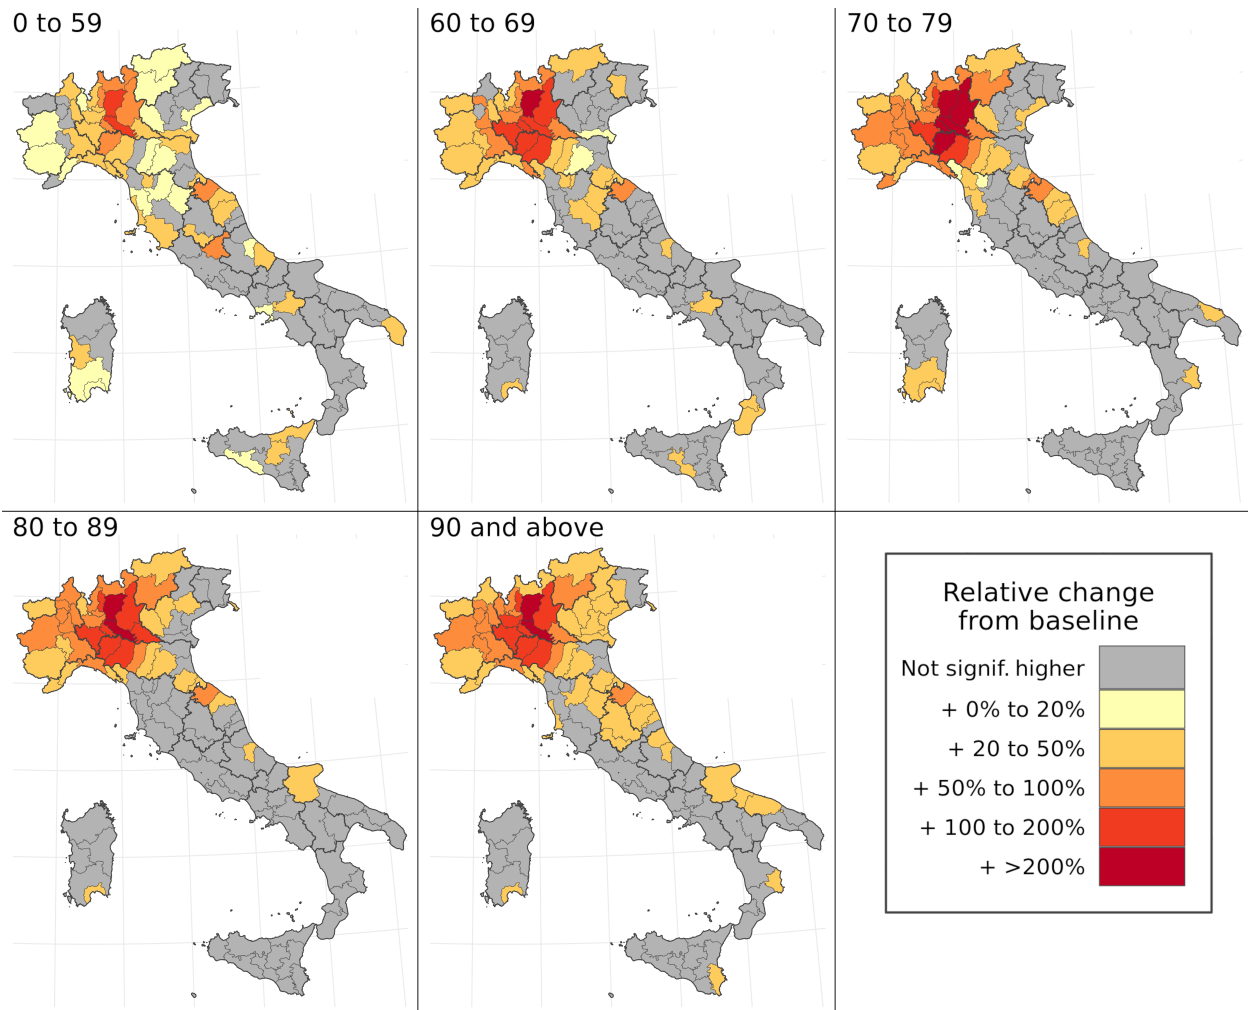 0 to 59
60 to 69
70 to 79
80 to 89
90 and above
Relative change
from baseline
Not signif. higher
+ 0% to 20%
+ 20 to 50%
+ 50% to 100%
+ 100 to 200%
+ >200%